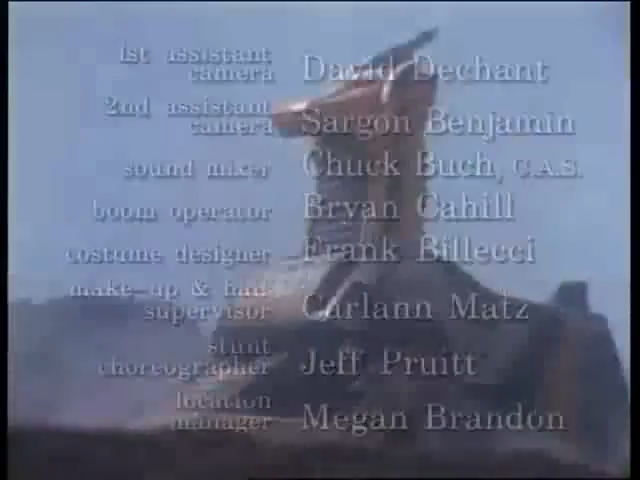 1st assistant
camera David Dechant
2nd assistant
camera Sargon Benjamin
sound mixer Chuck Buch, C.A.S.
boom operator Bryan Cahill
costume designer Frank Billecci
make-up & hair
supervisor Carlann Matz
stunt
choreographer Jeff Pruitt
location
manager Megan Brandon